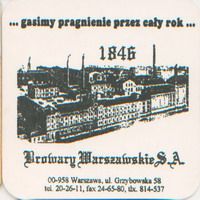 ... gasimy pragnienie przez cały rok ...
1846
Browary Warszawskie S.A.
00-958 Warszawa, ul. Grzybowska 58
tel. 20-26-11, fax 24-65-80, tlx. 814-537